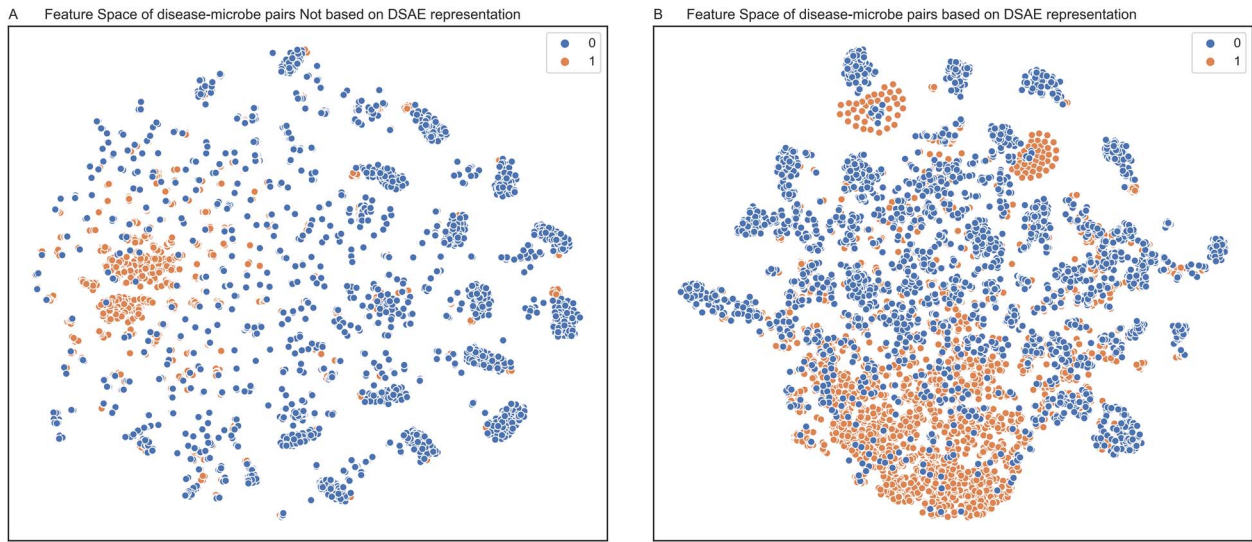 A Feature Space of disease-microbe pairs Not based on DSAE representation
0
1
B Feature Space of disease-microbe pairs based on DSAE representation
0
1